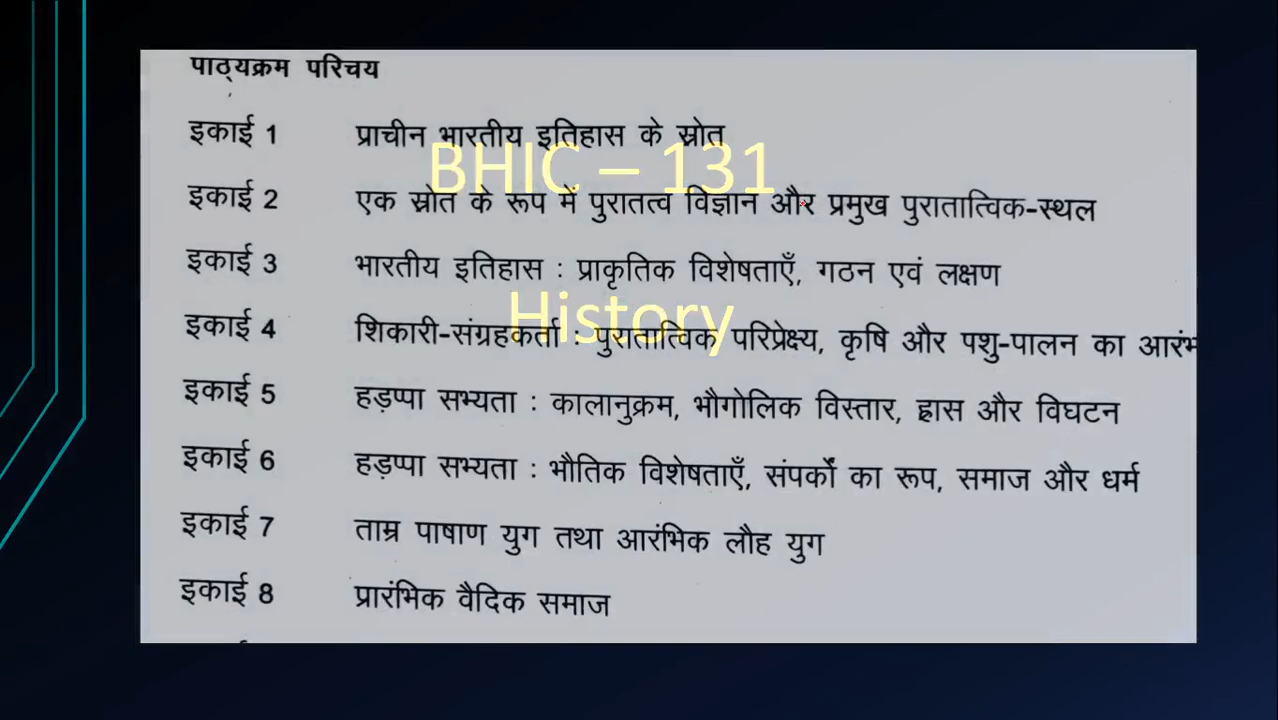 पाठ्यक्रम परिचय
इकाई 1 प्राचीन भारतीय इतिहास के स्रोत
BHIC – 131
इकाई 2 एक स्रोत के रूप में पुरातत्व विज्ञान और प्रमुख पुरातात्विक-स्थल
इकाई 3 भारतीय इतिहास : प्राकृतिक विशेषताएँ, गठन एवं लक्षण
History
इकाई 4 शिकारी-संग्रहकर्ता : पुरातात्विक परिप्रेक्ष्य, कृषि और पशु-पालन का आरंभ
इकाई 5 हड़प्पा सभ्यता : कालानुक्रम, भौगोलिक विस्तार, ह्रास और विघटन
इकाई 6 हड़प्पा सभ्यता : भौतिक विशेषताएँ, संपर्कों का रूप, समाज और धर्म
इकाई 7 ताम्र पाषाण युग तथा आरंभिक लौह युग
इकाई 8 प्रारंभिक वैदिक समाज